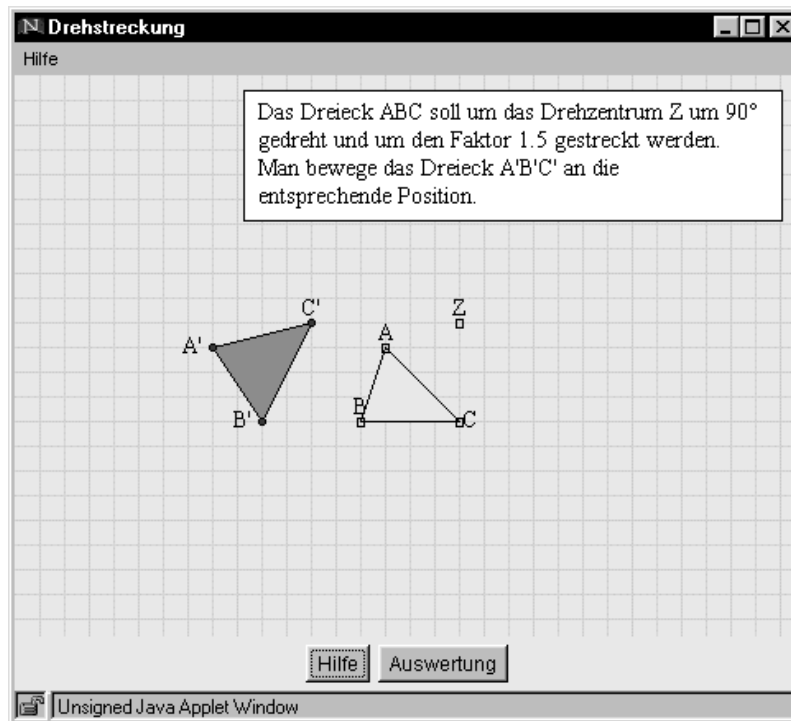 Drehstreckung
Hilfe
Das Dreieck ABC soll um das Drehzentrum Z um 90°
gedreht und um den Faktor 1.5 gestreckt werden.
Man bewege das Dreieck A'B'C' an die
entsprechende Position.
C'
Z
A'
A
B'
B
C
Hilfe
Auswertung
Unsigned Java Applet Window